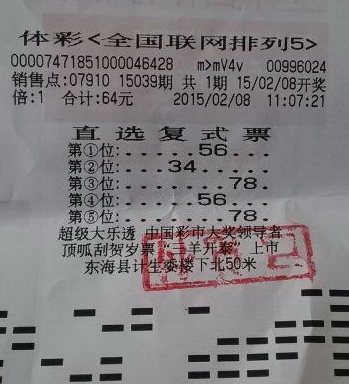 体彩<全国联网排列5>
000007471851000046428 m>mV4v 00996024
销售点:07910 15039期 共 1期 15/02/08开奖
倍:1 合计:64元 2015/02/08 11:07:21
直选复式票
第①位:......56...
第②位:....34.....
第③位:........78.
第④位:......56...
第⑤位:........78.
超级大乐透 中国彩市大奖领导者
顶呱刮贺岁票“三羊开泰”上市
东海县计生委楼下北50米